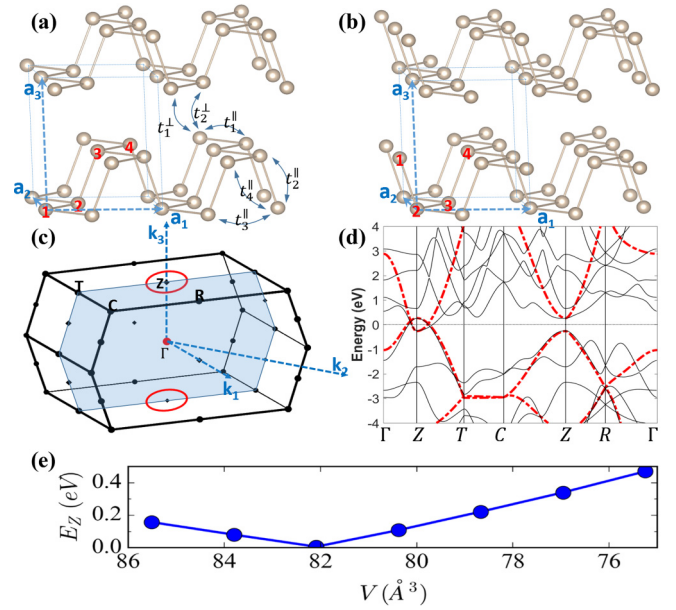 (a)
(b)
a₃
a₃
t₁^⊥ t₂^⊥ t₁^∥
3 4
1 4
t₄^∥ t₂^∥
a₂
a₂
1 2
t₃^∥
2 3
a₁
a₁
(c)
k₃
(d)
T Z
C R
Γ
k₁
k₂
Energy (eV)
4
3
2
1
0
-1
-2
-3
-4
Γ Z T C Z R Γ
(e)
E_Z (eV)
0.4
0.2
0.0
86 84 82 80 78 76
V (Å³)